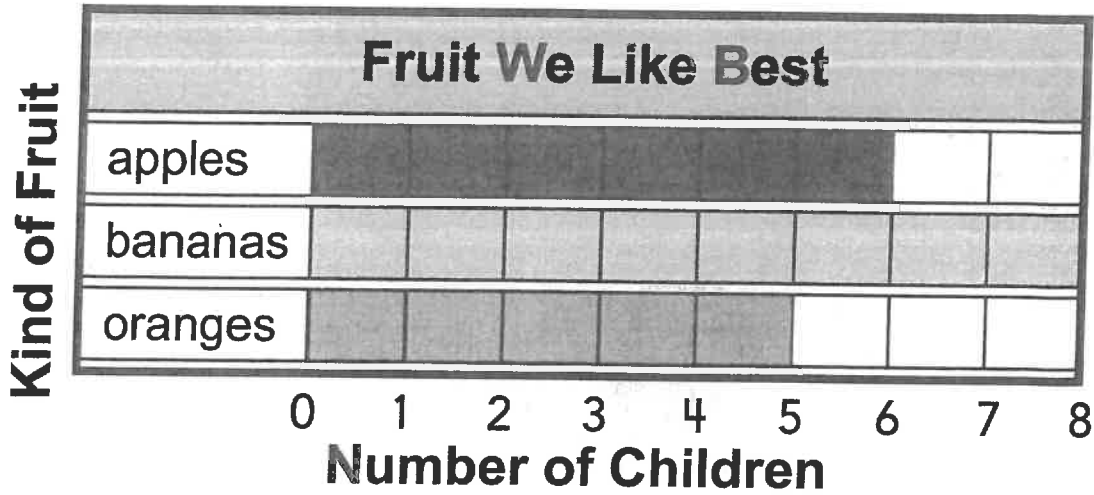 Fruit We Like Best
Kind of Fruit
apples
bananas
oranges
0 1 2 3 4 5 6 7 8
Number of Children